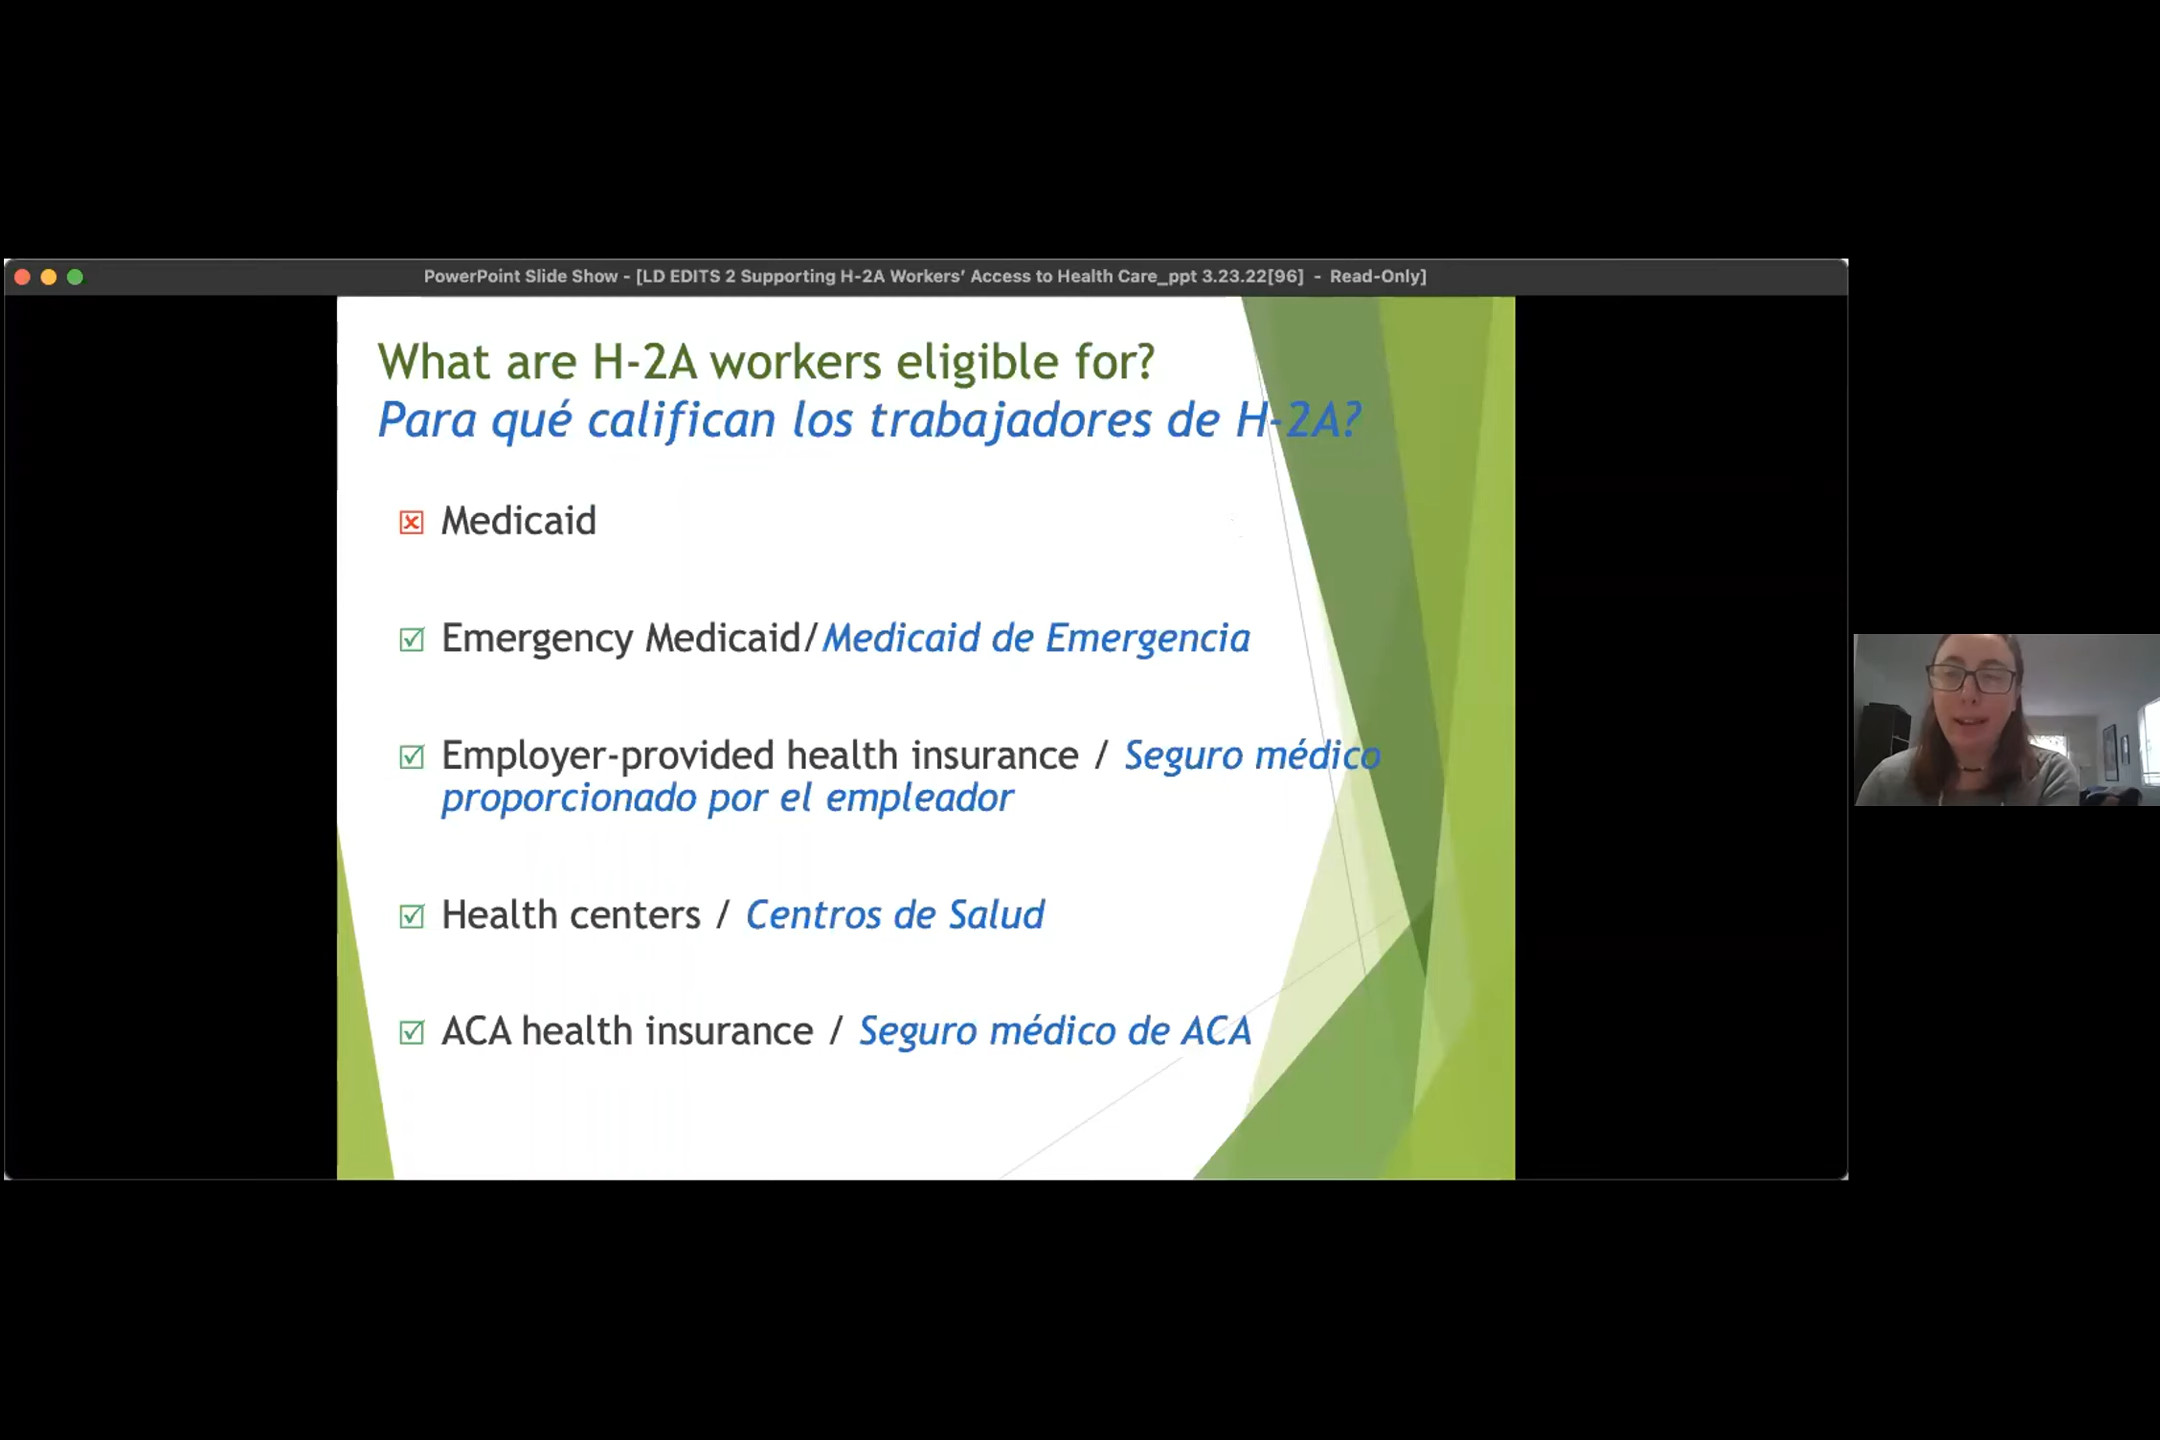 PowerPoint Slide Show - [LD EDITS 2 Supporting H-2A Workers’ Access to Health Care_ppt 3.23.22[96] - Read-Only]
What are H-2A workers eligible for?
Para qué califican los trabajadores de H-2A?
Medicaid
Emergency Medicaid/Medicaid de Emergencia
Employer-provided health insurance / Seguro médico
proporcionado por el empleador
Health centers / Centros de Salud
ACA health insurance / Seguro médico de ACA